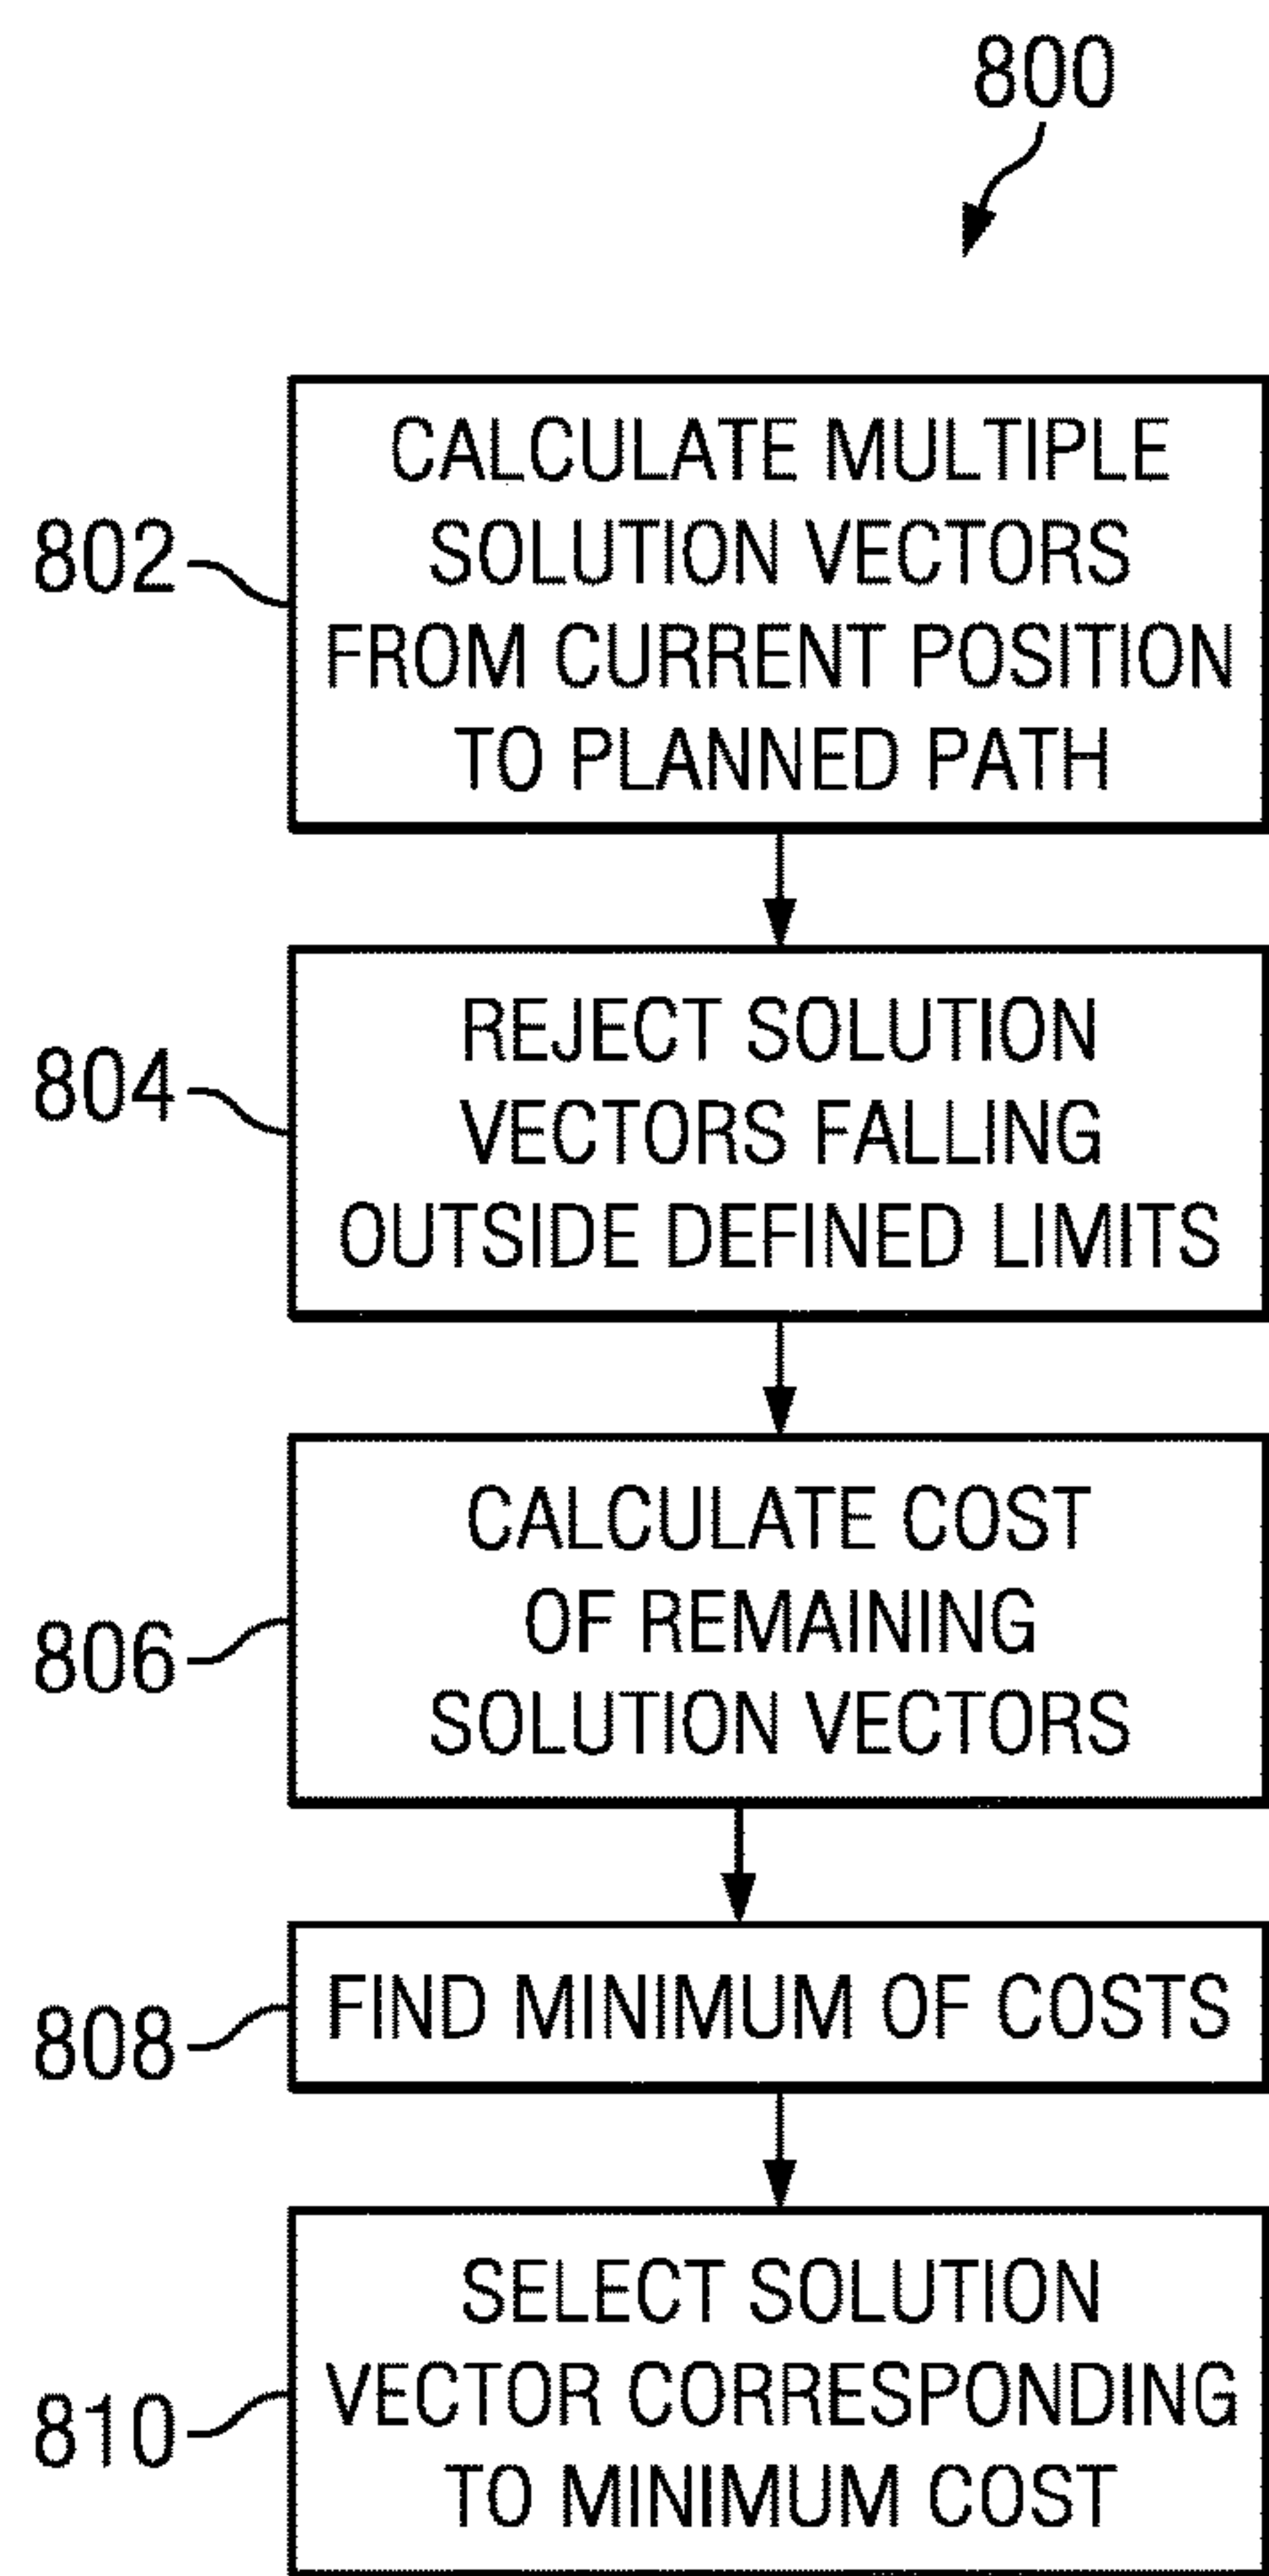 800
802
CALCULATE MULTIPLE
SOLUTION VECTORS
FROM CURRENT POSITION
TO PLANNED PATH
804
REJECT SOLUTION
VECTORS FALLING
OUTSIDE DEFINED LIMITS
806
CALCULATE COST
OF REMAINING
SOLUTION VECTORS
808
FIND MINIMUM OF COSTS
810
SELECT SOLUTION
VECTOR CORRESPONDING
TO MINIMUM COST